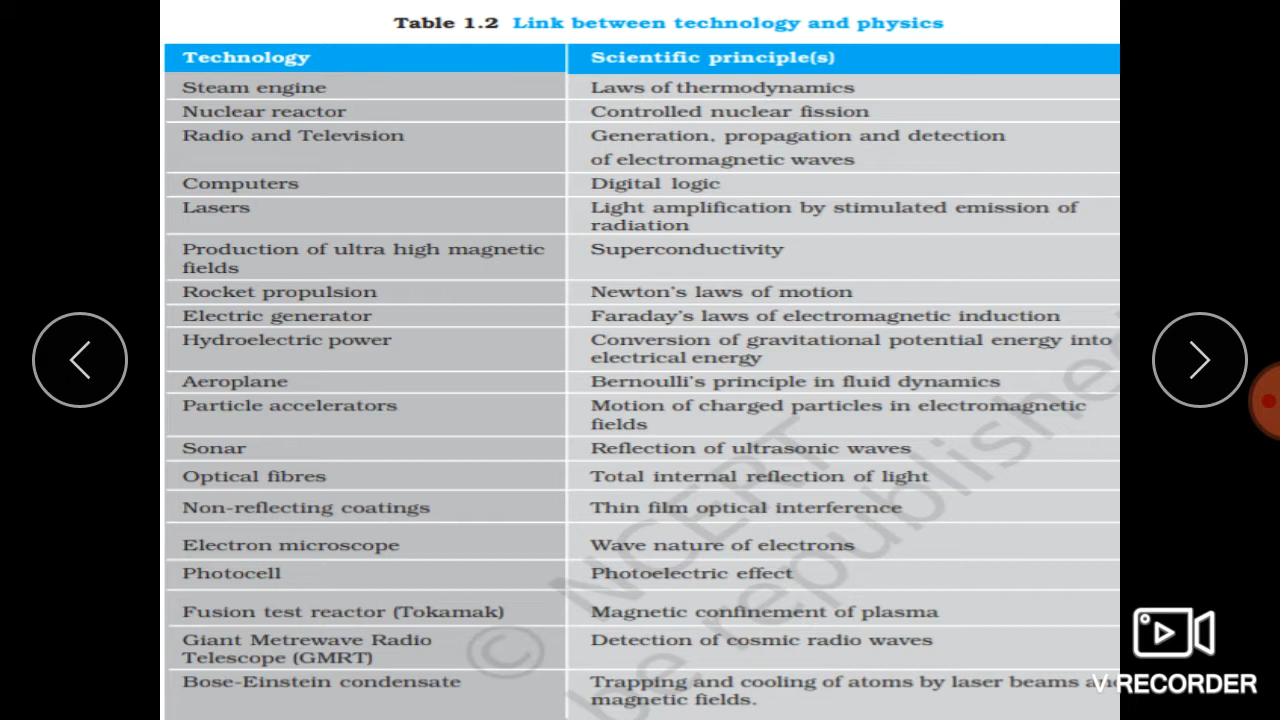 Table 1.2 Link between technology and physics
Technology Scientific principle(s)
Steam engine Laws of thermodynamics
Nuclear reactor Controlled nuclear fission
Radio and Television Generation, propagation and detection
of electromagnetic waves
Computers Digital logic
Lasers Light amplification by stimulated emission of
radiation
Production of ultra high magnetic Superconductivity
fields
Rocket propulsion Newton's laws of motion
Electric generator Faraday's laws of electromagnetic induction
Hydroelectric power Conversion of gravitational potential energy into
electrical energy
Aeroplane Bernoulli's principle in fluid dynamics
Particle accelerators Motion of charged particles in electromagnetic
fields
Sonar Reflection of ultrasonic waves
Optical fibres Total internal reflection of light
Non-reflecting coatings Thin film optical interference
Electron microscope Wave nature of electrons
Photocell Photoelectric effect
Fusion test reactor (Tokamak) Magnetic confinement of plasma
Giant Metrewave Radio Detection of cosmic radio waves
Telescope (GMRT)
Bose-Einstein condensate Trapping and cooling of atoms by laser beams
magnetic fields.
© NCERT
be republished
V RECORDER